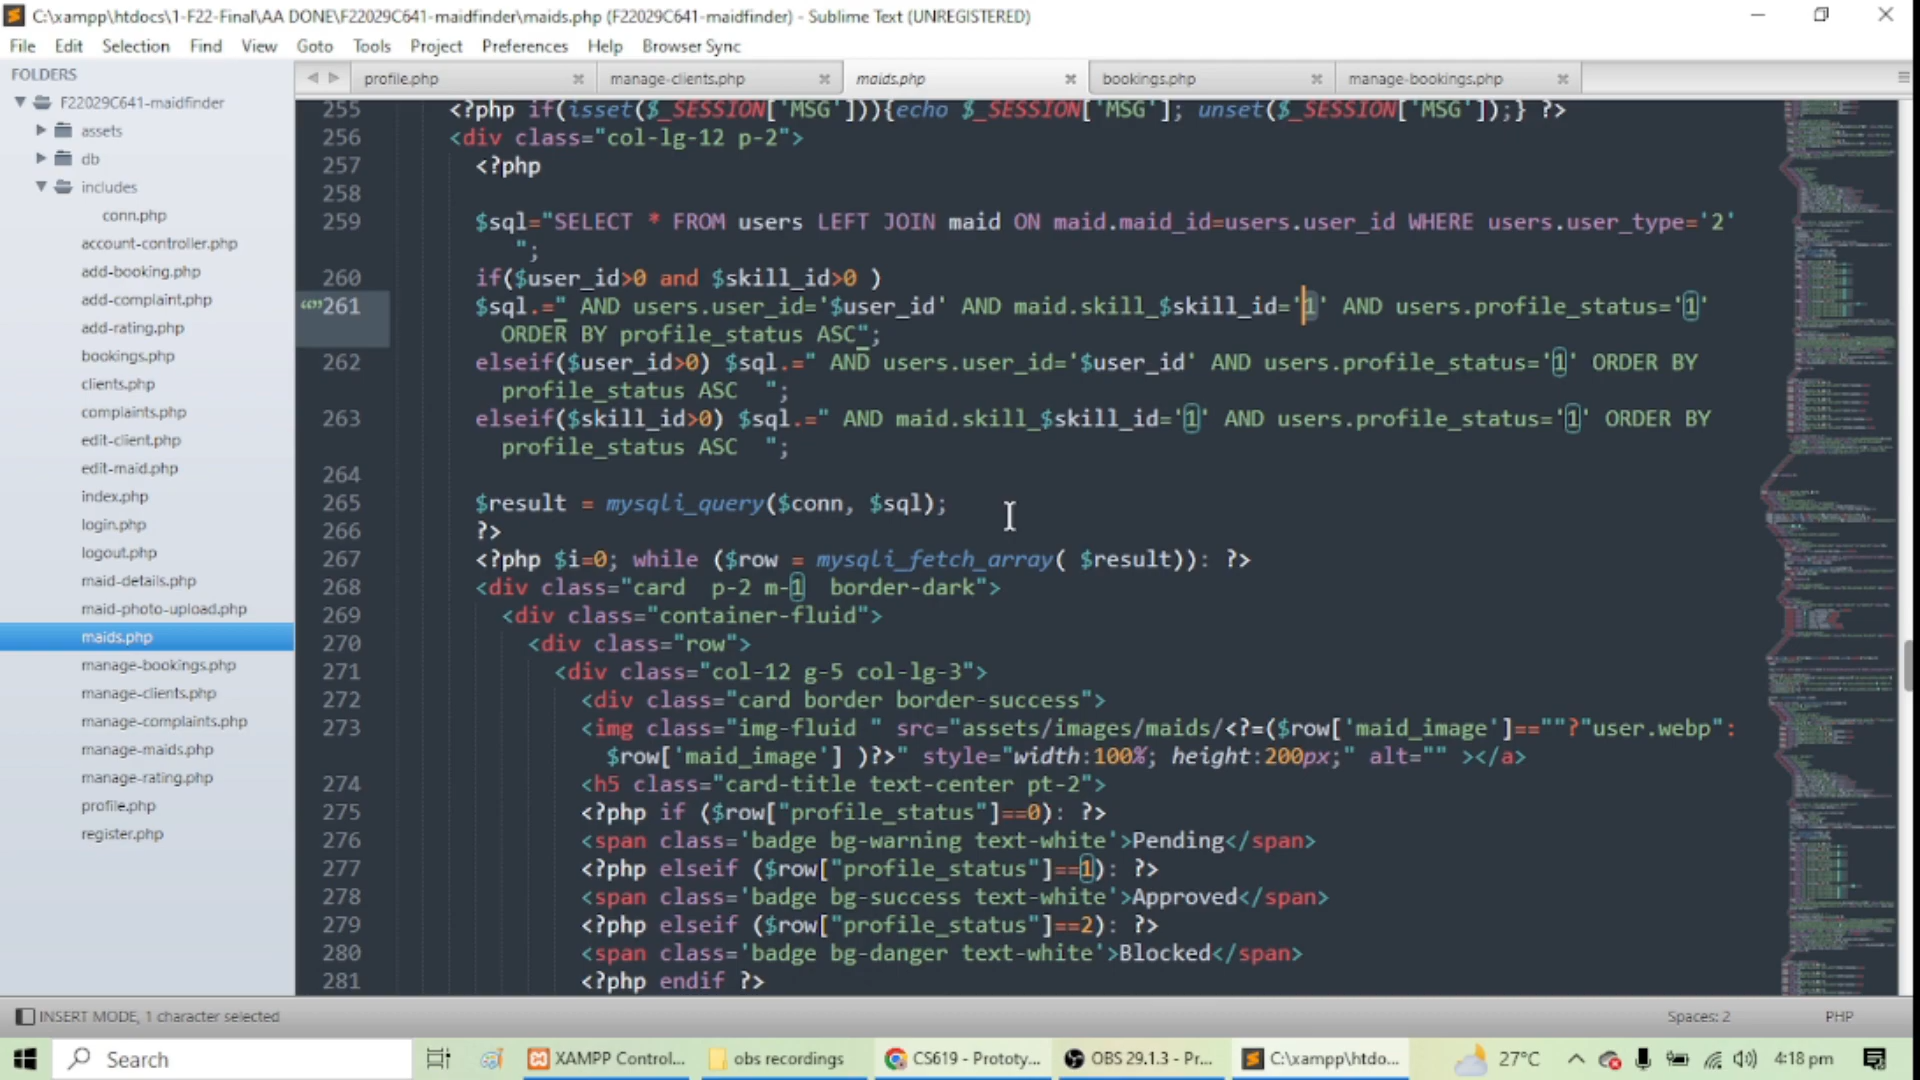 C:\xampp\htdocs\1-F22-Final\AA DONE\F22029C641-maidfinder\maids.php (F22029C641-maidfinder) - Sublime Text (UNREGISTERED)
File Edit Selection Find View Goto Tools Project Preferences Help Browser Sync
FOLDERS
F22029C641-maidfinder
assets
db
includes
conn.php
account-controller.php
add-booking.php
add-complaint.php
add-rating.php
bookings.php
clients.php
complaints.php
edit-client.php
edit-maid.php
index.php
login.php
logout.php
maid-details.php
maid-photo-upload.php
maids.php
manage-bookings.php
manage-clients.php
manage-complaints.php
manage-maids.php
manage-rating.php
profile.php
register.php
profile.php manage-clients.php maids.php bookings.php manage-bookings.php
255 <?php if(isset($_SESSION['MSG'])){echo $_SESSION['MSG']; unset($_SESSION['MSG']);} ?>
256 <div class="col-lg-12 p-2">
257 <?php
258
259 $sql="SELECT * FROM users LEFT JOIN maid ON maid.maid_id=users.user_id WHERE users.user_type='2'
";
260 if($user_id>0 and $skill_id>0 )
261 $sql.=" AND users.user_id='$user_id' AND maid.skill_$skill_id='1' AND users.profile_status='1'
ORDER BY profile_status ASC";
262 elseif($user_id>0) $sql.=" AND users.user_id='$user_id' AND users.profile_status='1' ORDER BY
profile_status ASC  ";
263 elseif($skill_id>0) $sql.=" AND maid.skill_$skill_id='1' AND users.profile_status='1' ORDER BY
profile_status ASC  ";
264
265 $result = mysqli_query($conn, $sql);
266 ?>
267 <?php $i=0; while ($row = mysqli_fetch_array( $result)): ?>
268 <div class="card  p-2 m-1  border-dark">
269 <div class="container-fluid">
270 <div class="row">
271 <div class="col-12 g-5 col-lg-3">
272 <div class="card border border-success">
273 <img class="img-fluid " src="assets/images/maids/<?=($row['maid_image']==""?"user.webp":
$row['maid_image'] )?>" style="width:100%; height:200px;" alt="" ></a>
274 <h5 class="card-title text-center pt-2">
275 <?php if ($row["profile_status"]==0): ?>
276 <span class='badge bg-warning text-white'>Pending</span>
277 <?php elseif ($row["profile_status"]==1): ?>
278 <span class='badge bg-success text-white'>Approved</span>
279 <?php elseif ($row["profile_status"]==2): ?>
280 <span class='badge bg-danger text-white'>Blocked</span>
281 <?php endif ?>
INSERT MODE, 1 character selected Spaces: 2 PHP
Search XAMPP Control... obs recordings CS619 - Prototy... OBS 29.1.3 - Pr... C:\xampp\htdo... 27°C 4:18 pm